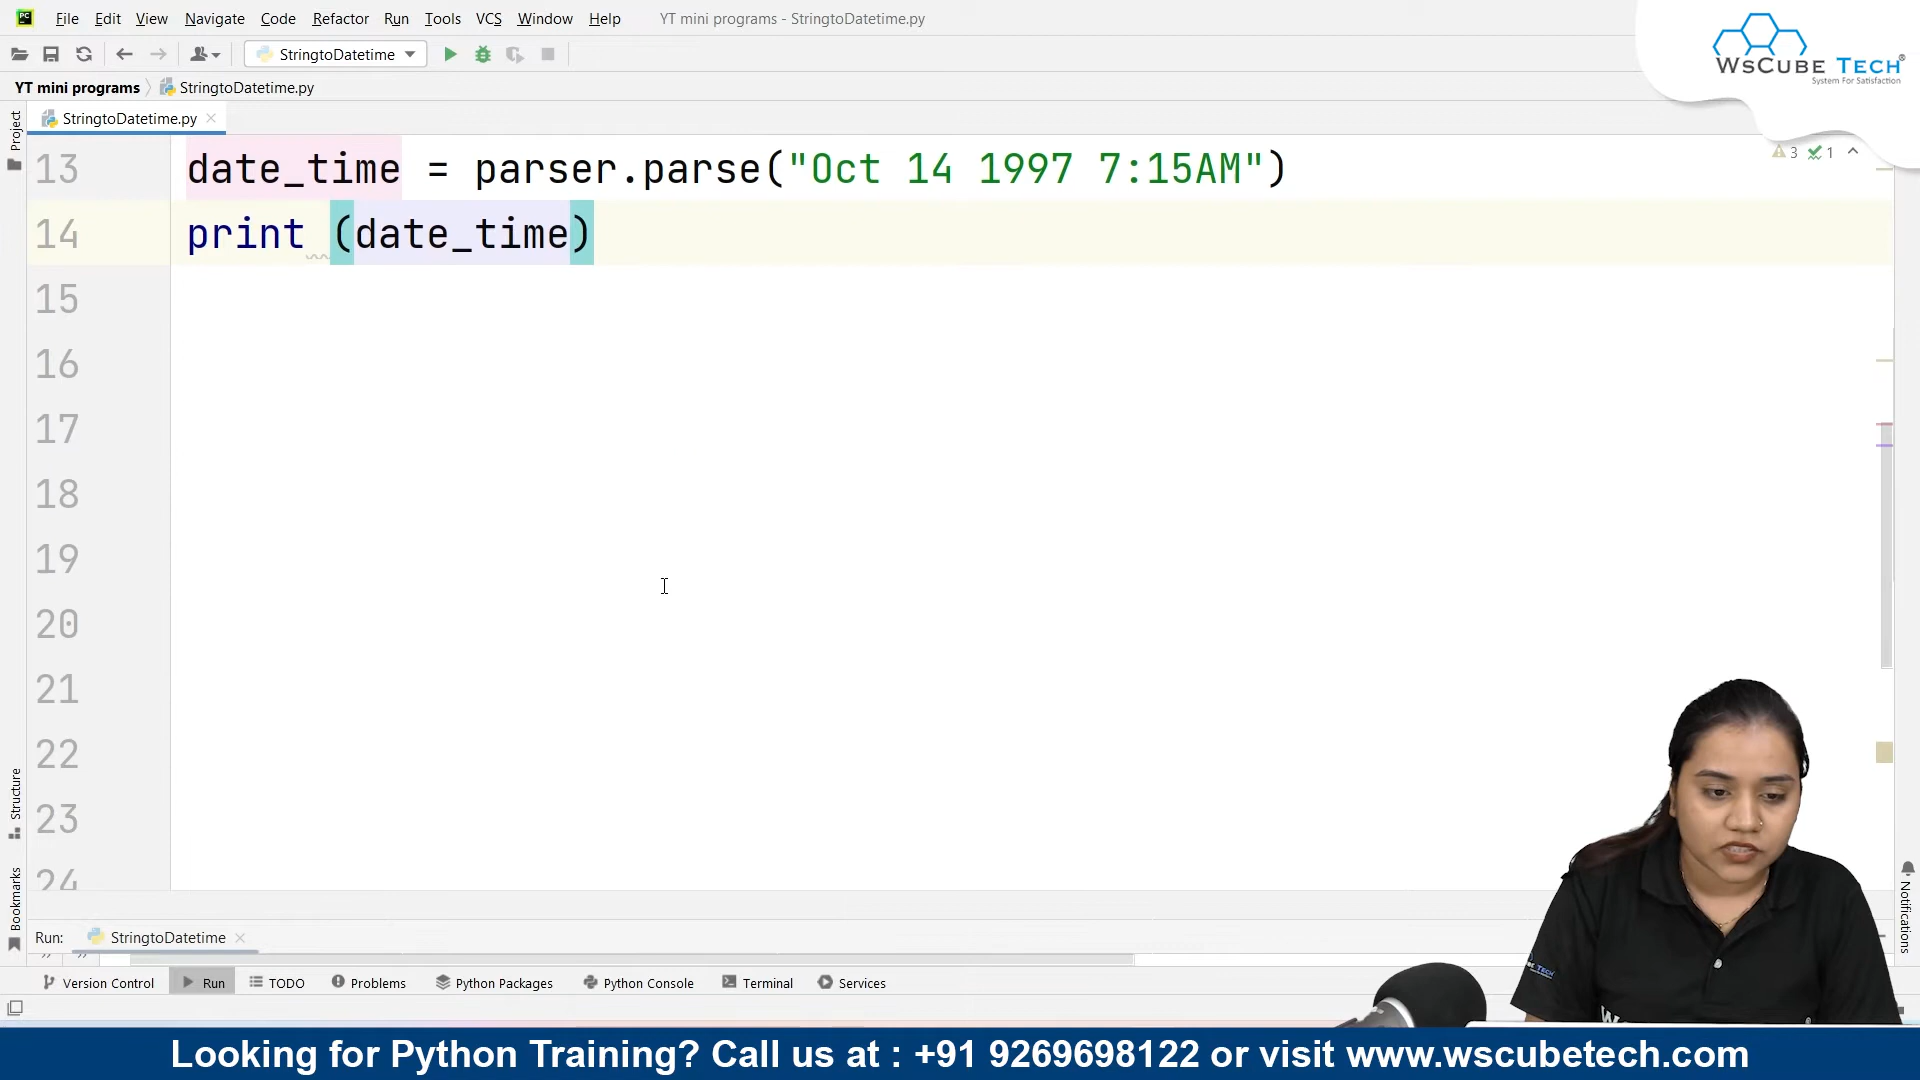 File Edit View Navigate Code Refactor Run Tools VCS Window Help YT mini programs - StringtoDatetime.py
StringtoDatetime
WsCube Tech®
System For Satisfaction
YT mini programs StringtoDatetime.py
Project
StringtoDatetime.py
3 1
13 date_time = parser.parse("Oct 14 1997 7:15AM")
14 print (date_time)
15
16
17
18
19
20
21
22
23
24
Structure
Bookmarks
Notifications
Run: StringtoDatetime
Version Control Run TODO Problems Python Packages Python Console Terminal Services
Looking for Python Training? Call us at : +91 9269698122 or visit www.wscubetech.com